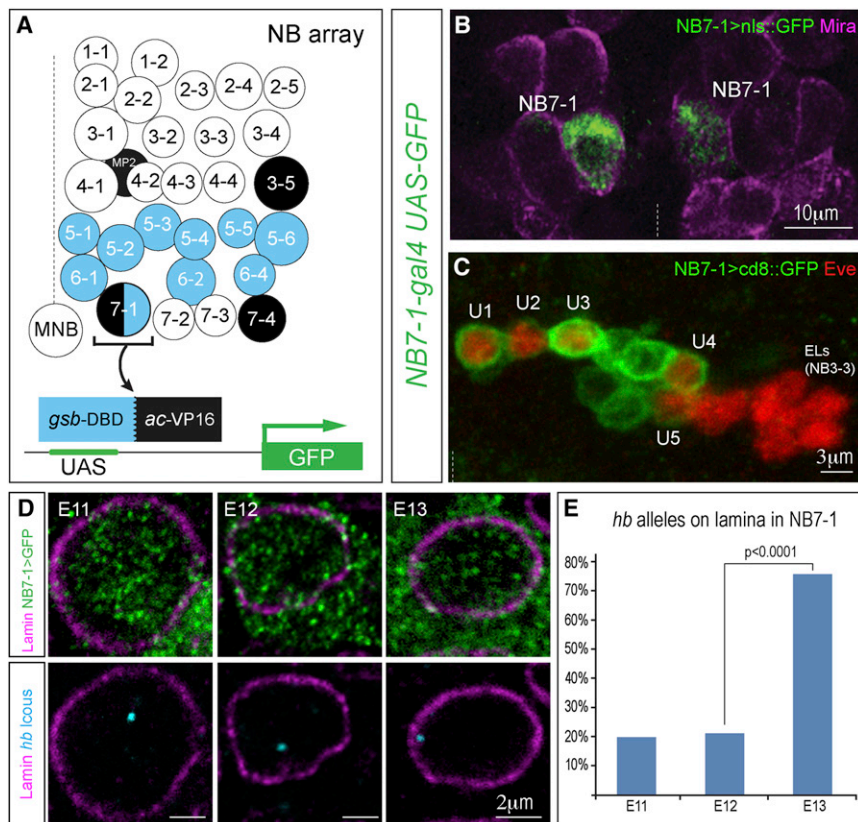 A
NB array
1-1
1-2
2-1
2-2
2-3
2-4
2-5
3-1
3-2
3-3
3-4
MP2
4-1
4-2
4-3
4-4
3-5
5-1
5-2
5-3
5-4
5-5
5-6
6-1
6-2
6-4
MNB
7-1
7-2
7-3
7-4
gsb-DBD
ac-VP16
UAS
GFP
NB7-1-gal4 UAS-GFP
B
NB7-1>nls::GFP Mira
NB7-1
NB7-1
10μm
C
NB7-1>cd8::GFP Eve
U1
U2
U3
U4
U5
ELs
(NB3-3)
3μm
D
Lamin NB7-1>GFP
E11
E12
E13
Lamin hb locus
2μm
E
hb alleles on lamina in NB7-1
p<0.0001
80%
70%
60%
50%
40%
30%
20%
10%
E11
E12
E13